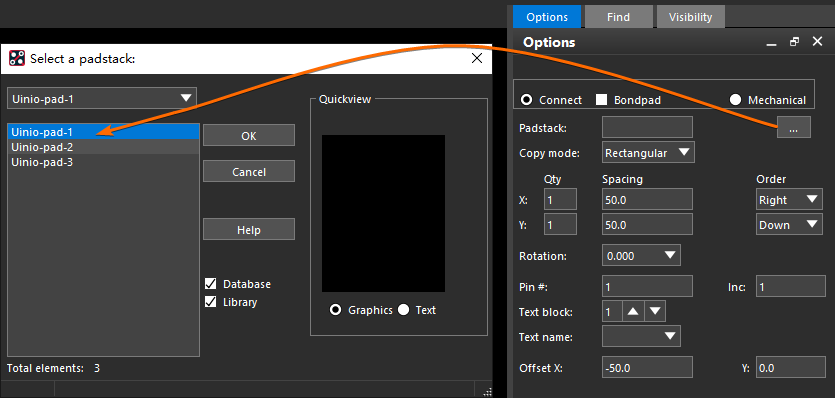 Select a padstack:
Uinio-pad-1
Uinio-pad-1
Uinio-pad-2
Uinio-pad-3
OK
Cancel
Help
Database
Library
Total elements: 3
Quickview
Graphics
Text
Options
Find
Visibility
Options
Connect
Bondpad
Mechanical
Padstack:
...
Copy mode: Rectangular
Qty Spacing Order
X: 1 50.0 Right
Y: 1 50.0 Down
Rotation: 0.000
Pin #: 1 Inc: 1
Text block: 1
Text name:
Offset X: -50.0 Y: 0.0